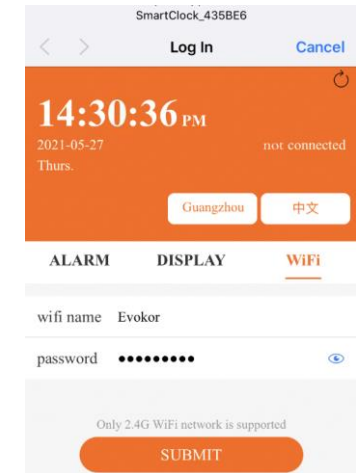 SmartClock_435BE6
Log In Cancel
14:30:36 PM
2021-05-27 not connected
Thurs.
Guangzhou 中文
ALARM DISPLAY WiFi
wifi name Evokor
password •••••••••
Only 2.4G WiFi network is supported
SUBMIT